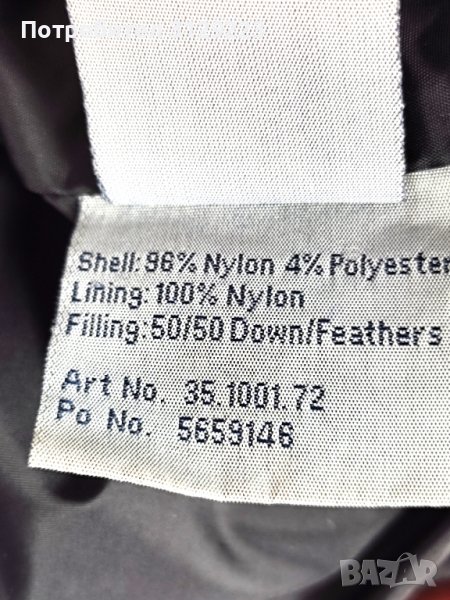 Shell: 96% Nylon 4% Polyester
Lining: 100% Nylon
Filling: 50/50 Down/Feathers
Art No. 35.1001.72
Po No. 5659146
BAZAR